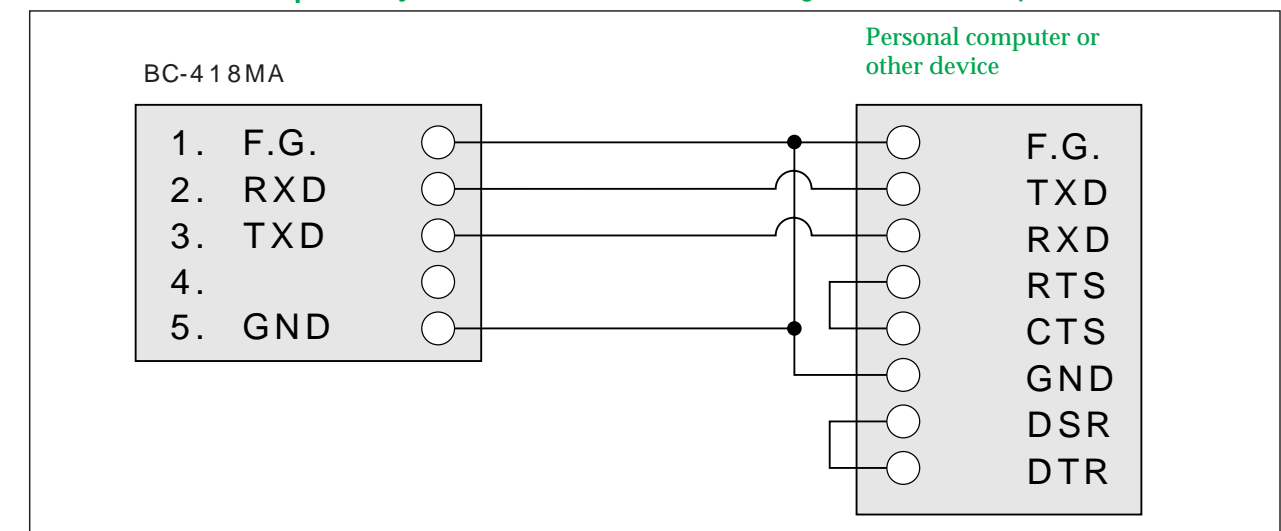 Personal computer or
other device
BC-418MA
1. F.G.
2. RXD
3. TXD
4.
5. GND
F.G.
TXD
RXD
RTS
CTS
GND
DSR
DTR